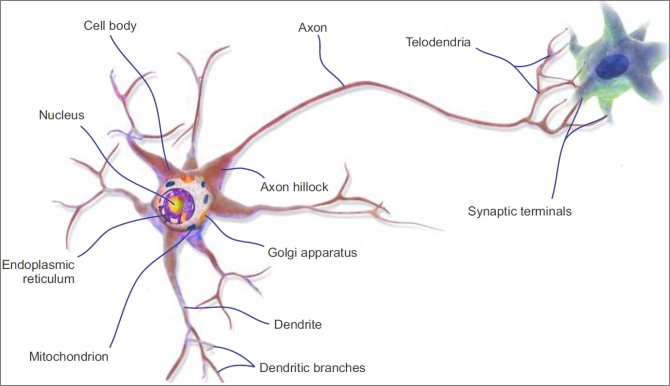 Cell body
Axon
Telodendria
Nucleus
Axon hillock
Synaptic terminals
Golgi apparatus
Endoplasmic
reticulum
Dendrite
Mitochondrion
Dendritic branches